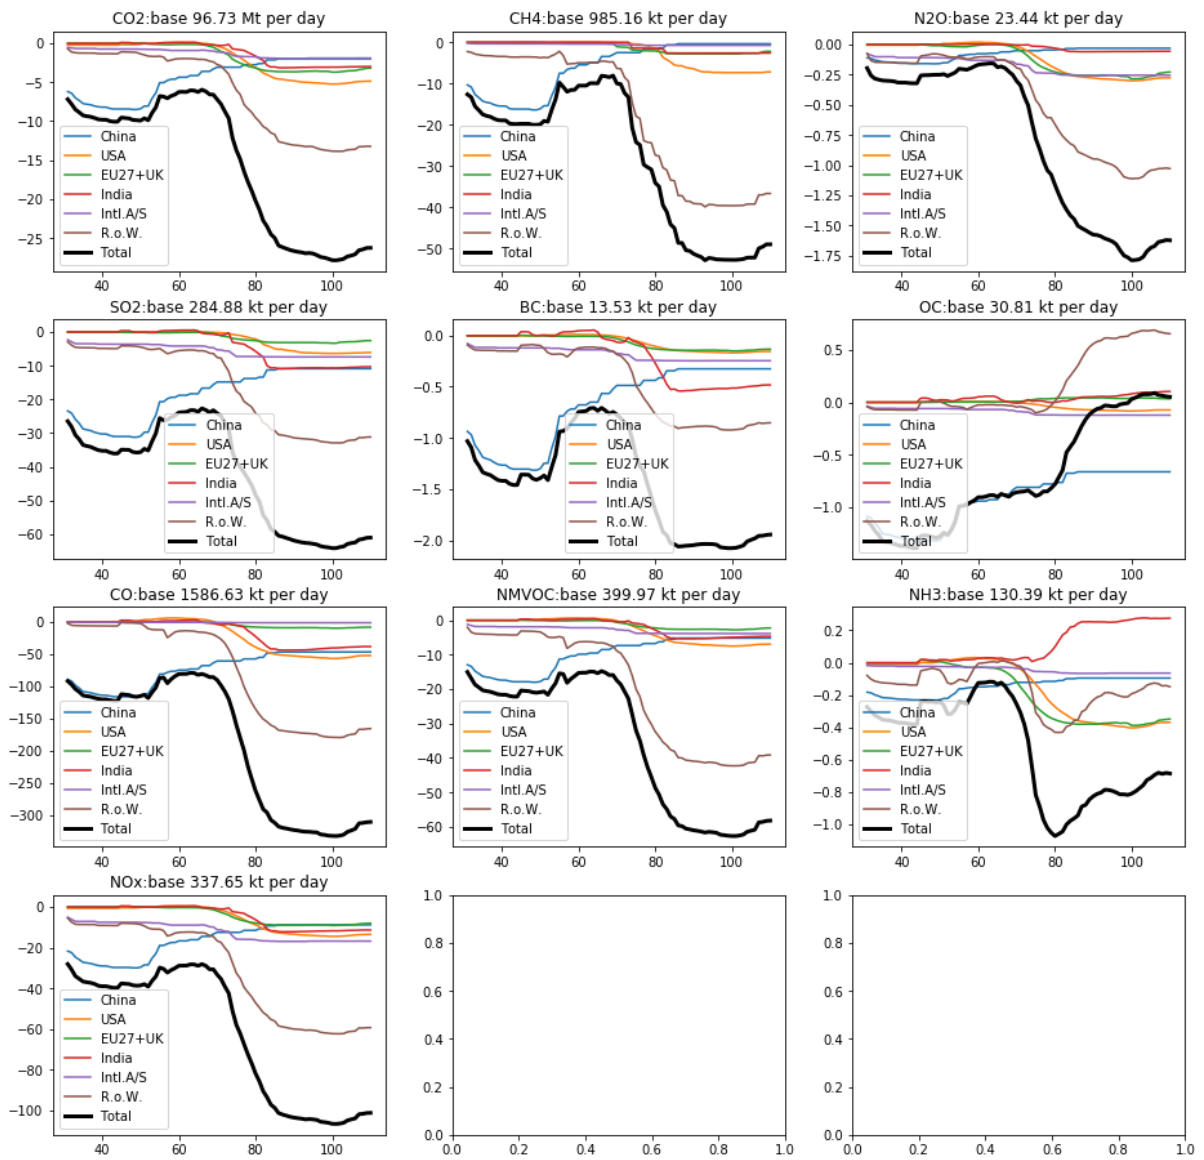 CO2:base 96.73 Mt per day
0
−5
−10
−15
−20
−25
China
USA
EU27+UK
India
Intl.A/S
R.o.W.
Total
40 60 80 100
CH4:base 985.16 kt per day
0
−10
−20
−30
−40
−50
China
USA
EU27+UK
India
Intl.A/S
R.o.W.
Total
40 60 80 100
N2O:base 23.44 kt per day
0.00
−0.25
−0.50
−0.75
−1.00
−1.25
−1.50
−1.75
China
USA
EU27+UK
India
Intl.A/S
R.o.W.
Total
40 60 80 100
SO2:base 284.88 kt per day
0
−10
−20
−30
−40
−50
−60
China
USA
EU27+UK
India
Intl.A/S
R.o.W.
Total
40 60 80 100
BC:base 13.53 kt per day
0.0
−0.5
−1.0
−1.5
−2.0
China
USA
EU27+UK
India
Intl.A/S
R.o.W.
Total
40 60 80 100
OC:base 30.81 kt per day
0.5
0.0
−0.5
−1.0
China
USA
EU27+UK
India
Intl.A/S
R.o.W.
Total
40 60 80 100
CO:base 1586.63 kt per day
0
−50
−100
−150
−200
−250
−300
China
USA
EU27+UK
India
Intl.A/S
R.o.W.
Total
40 60 80 100
NMVOC:base 399.97 kt per day
0
−10
−20
−30
−40
−50
−60
China
USA
EU27+UK
India
Intl.A/S
R.o.W.
Total
40 60 80 100
NH3:base 130.39 kt per day
0.2
0.0
−0.2
−0.4
−0.6
−0.8
−1.0
China
USA
EU27+UK
India
Intl.A/S
R.o.W.
Total
40 60 80 100
NOx:base 337.65 kt per day
0
−20
−40
−60
−80
−100
China
USA
EU27+UK
India
Intl.A/S
R.o.W.
Total
40 60 80 100
1.0
0.8
0.6
0.4
0.2
0.0
0.0 0.2 0.4 0.6 0.8 1.0
1.0
0.8
0.6
0.4
0.2
0.0
0.0 0.2 0.4 0.6 0.8 1.0